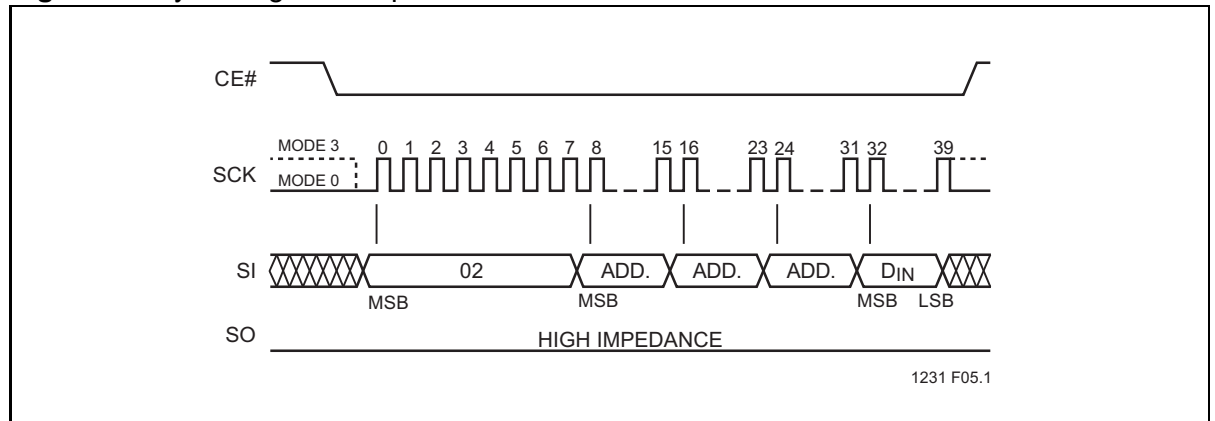 CE#
MODE 3
0 1 2 3 4 5 6 7 8 15 16 23 24 31 32 39
SCK
MODE 0
SI 02 ADD. ADD. ADD. DIN
MSB MSB MSB LSB
SO HIGH IMPEDANCE
1231 F05.1